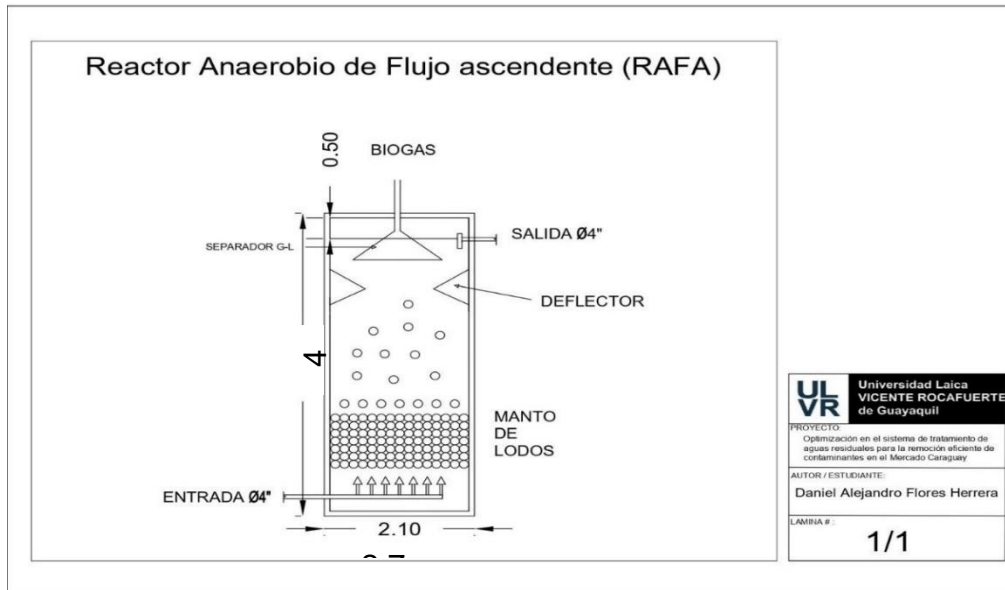 Reactor Anaerobio de Flujo ascendente (RAFA)
0.50
BIOGAS
SALIDA Ø4"
SEPARADOR G-L
DEFLECTOR
4
MANTO
DE
LODOS
ENTRADA Ø4"
2.10
UL
VR
Universidad Laica
VICENTE ROCAFUERTE
de Guayaquil
PROYECTO:
Optimización en el sistema de tratamiento de
aguas residuales para la remoción eficiente de
contaminantes en el Mercado Caraguay
AUTOR / ESTUDIANTE:
Daniel Alejandro Flores Herrera
LAMINA # :
1/1